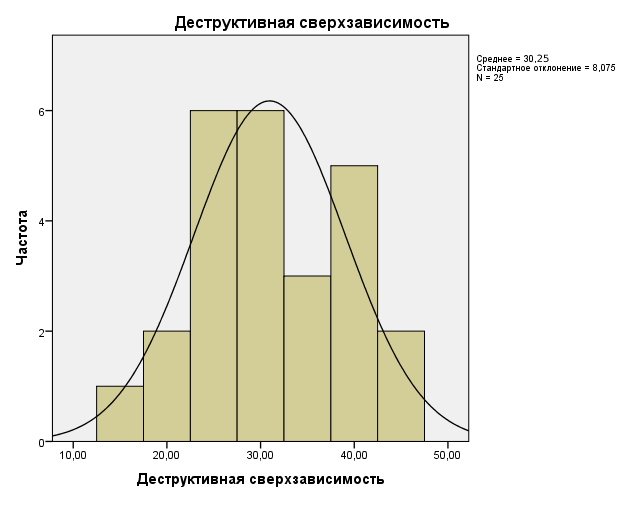 Деструктивная сверхзависимость
Среднее = 30,25
Стандартное отклонение = 8,075
N = 25
Частота
6
4
2
0
10,00 20,00 30,00 40,00 50,00
Деструктивная сверхзависимость